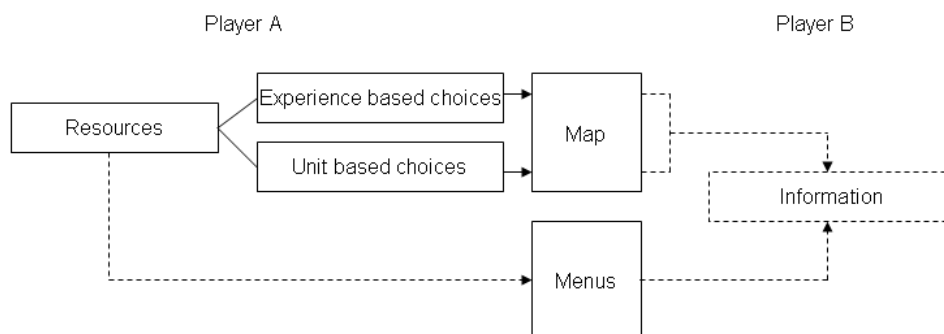 Player A
Player B
Experience based choices
Resources
Map
Unit based choices
Information
Menus